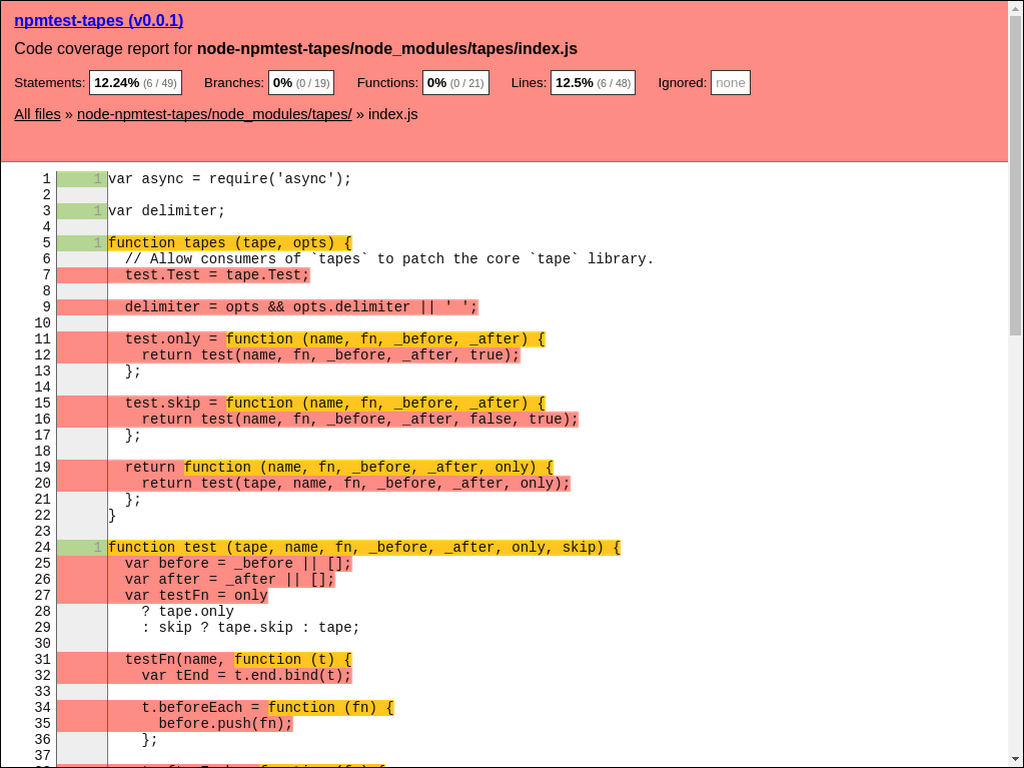 npmtest-tapes (v0.0.1)
Code coverage report for node-npmtest-tapes/node_modules/tapes/index.js
Statements: 12.24% (6 / 49) Branches: 0% (0 / 19) Functions: 0% (0 / 21) Lines: 12.5% (6 / 48) Ignored: none
All files » node-npmtest-tapes/node_modules/tapes/ » index.js
1 1 var async = require('async');
2
3 1 var delimiter;
4
5 1 function tapes (tape, opts) {
6 // Allow consumers of `tapes` to patch the core `tape` library.
7 test.Test = tape.Test;
8
9 delimiter = opts && opts.delimiter || ' ';
10
11 test.only = function (name, fn, _before, _after) {
12 return test(name, fn, _before, _after, true);
13 };
14
15 test.skip = function (name, fn, _before, _after) {
16 return test(name, fn, _before, _after, false, true);
17 };
18
19 return function (name, fn, _before, _after, only) {
20 return test(tape, name, fn, _before, _after, only);
21 };
22 }
23
24 1 function test (tape, name, fn, _before, _after, only, skip) {
25 var before = _before || [];
26 var after = _after || [];
27 var testFn = only
28 ? tape.only
29 : skip ? tape.skip : tape;
30
31 testFn(name, function (t) {
32 var tEnd = t.end.bind(t);
33
34 t.beforeEach = function (fn) {
35 before.push(fn);
36 };
37